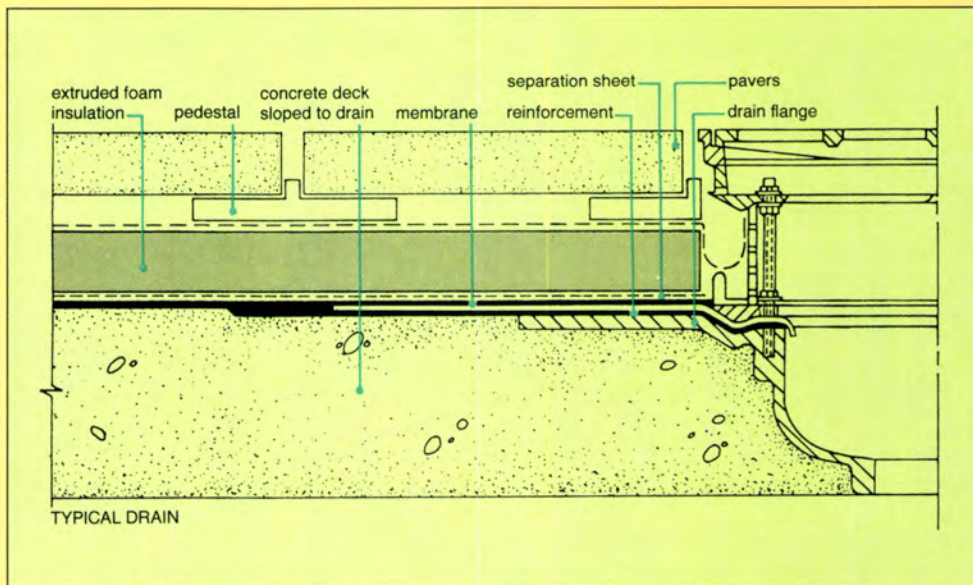 extruded foam
insulation
pedestal
concrete deck
sloped to drain
membrane
separation sheet
reinforcement
pavers
drain flange
TYPICAL DRAIN